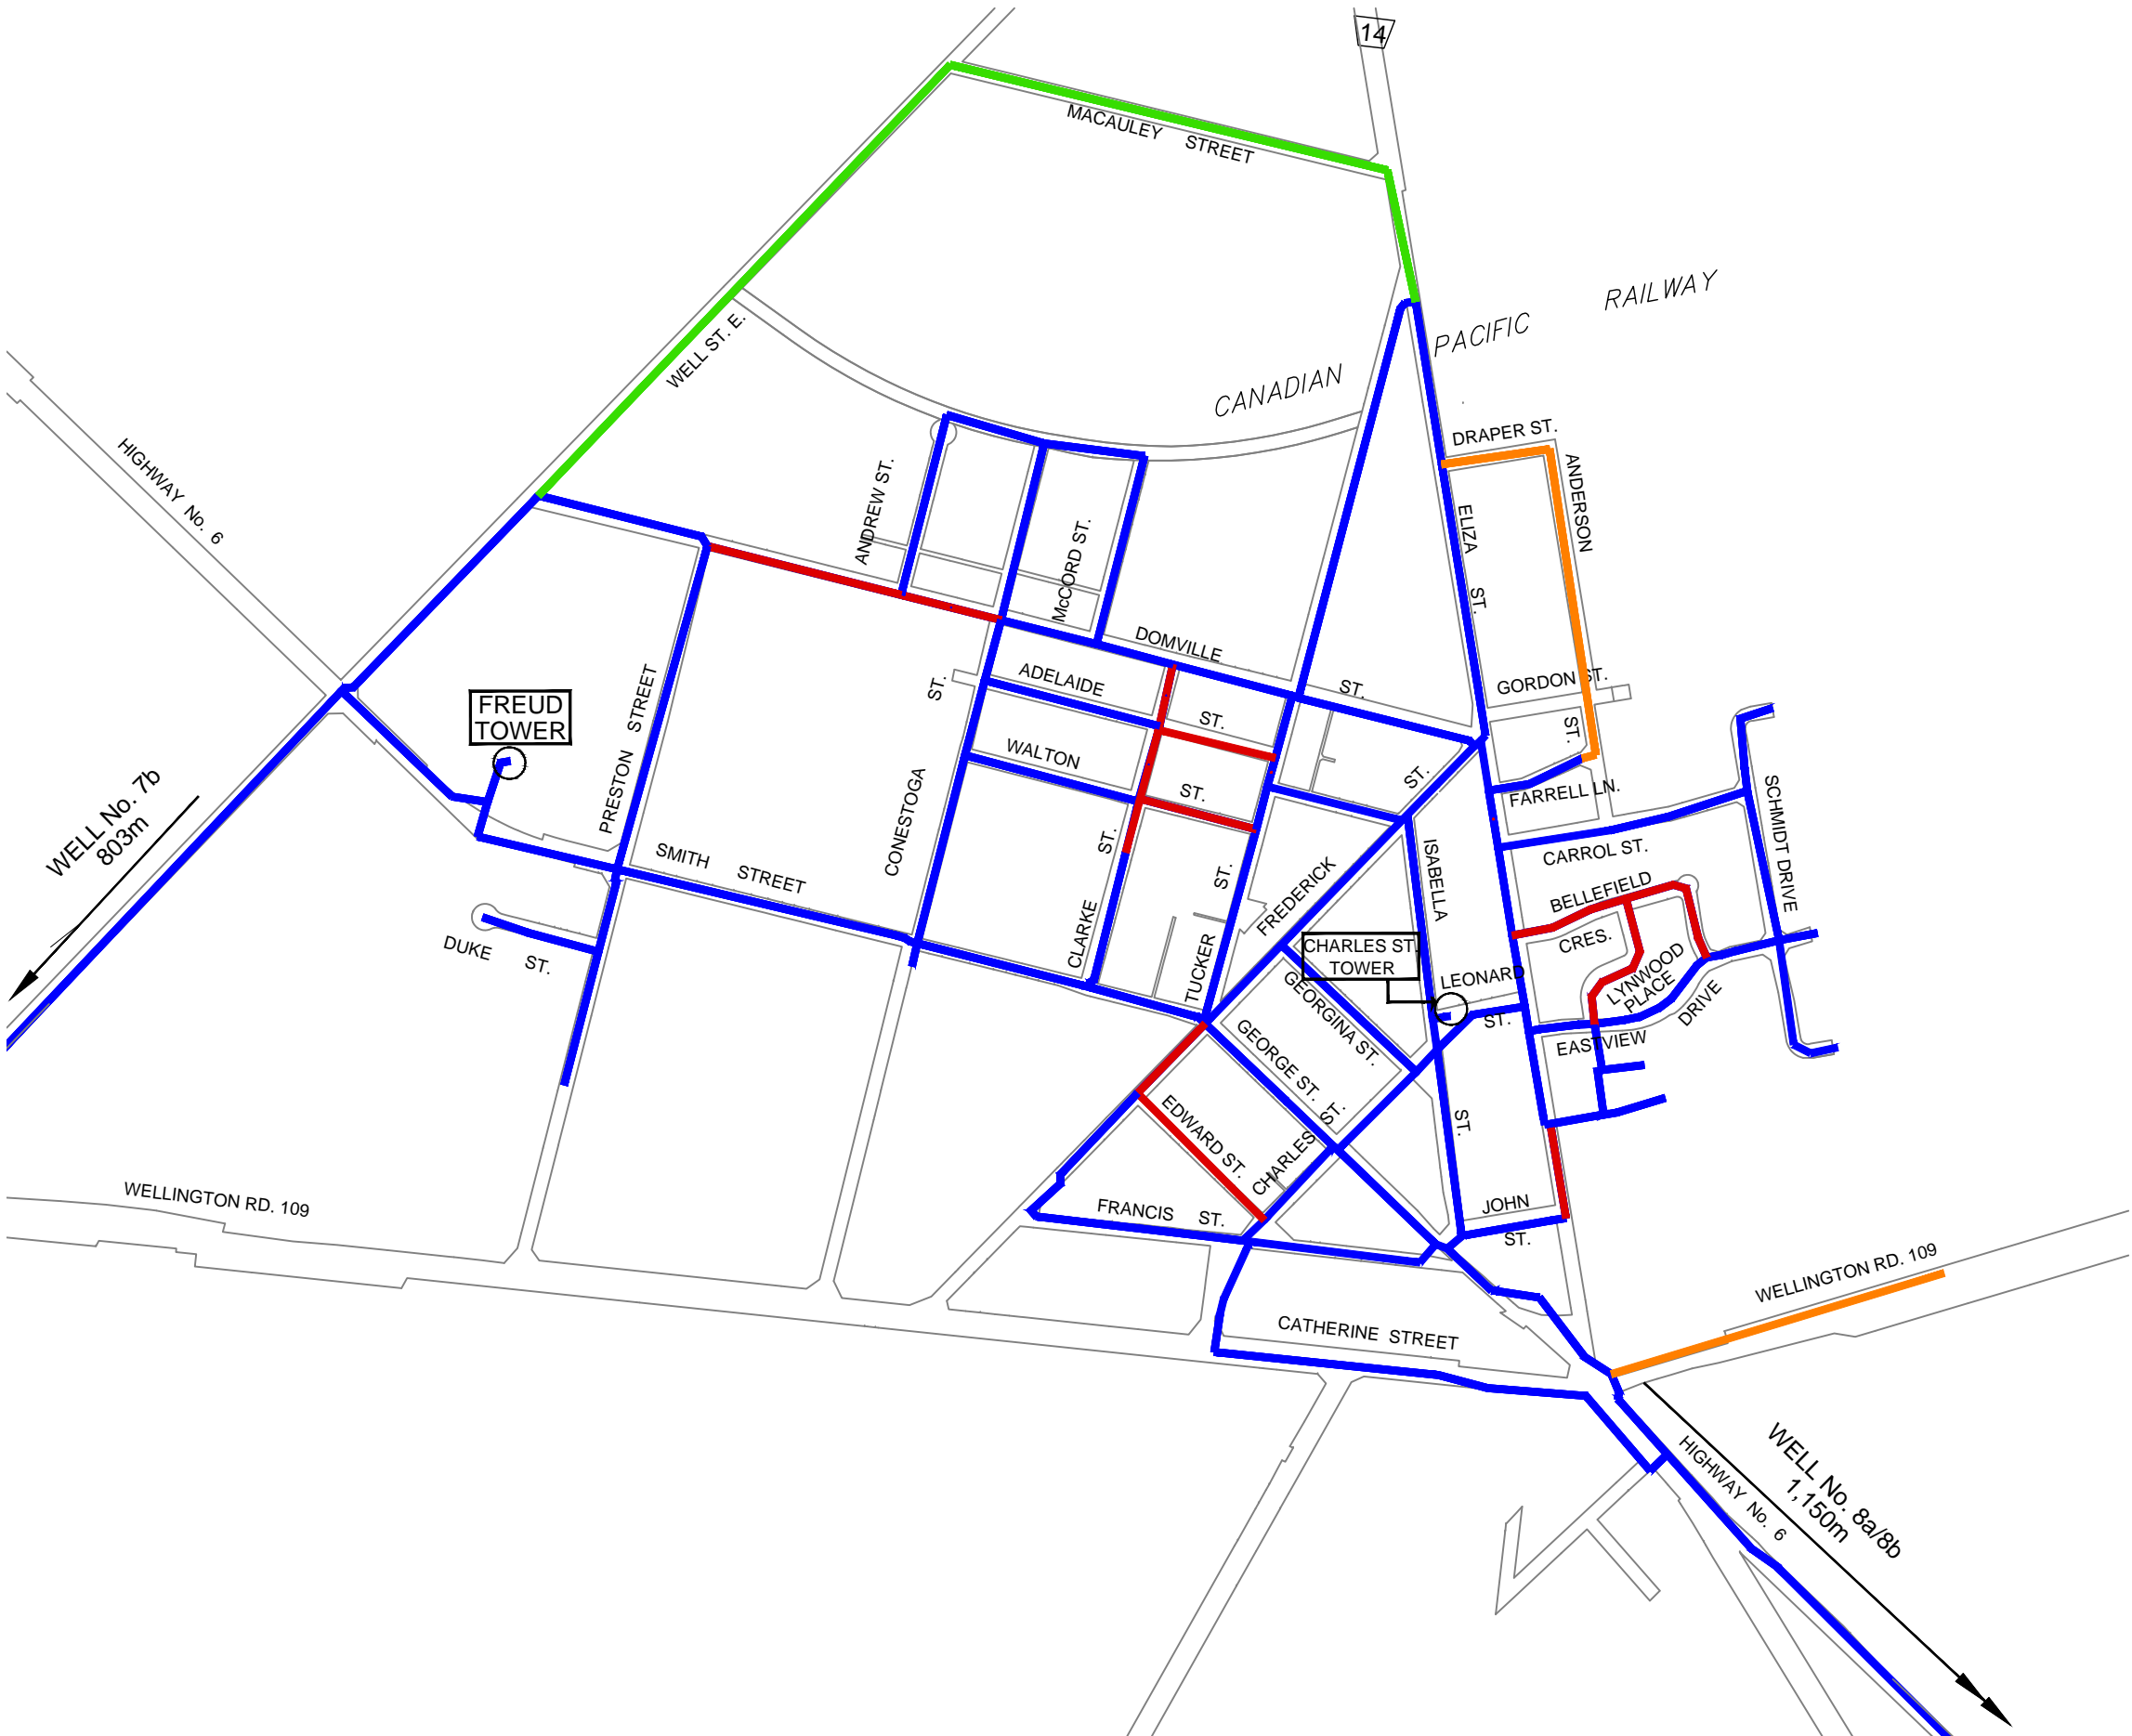 14
MACAULEY STREET
PACIFIC RAILWAY
CANADIAN
WELL ST. E.
HIGHWAY No. 6
DRAPER ST.
ANDERSON
ST.
ELIZA ST.
ANDREW ST.
McCORD ST.
DOMVILLE ST.
ADELAIDE ST.
WALTON ST.
GORDON ST.
FARRELL LN.
CARROL ST.
SCHMIDT DRIVE
FREUD
TOWER
PRESTON STREET
CONESTOGA ST.
SMITH STREET
CLARKE ST.
TUCKER ST.
FREDERICK ST.
ISABELLA ST.
BELLEFIELD
CRES.
LYNWOOD
PLACE
EASTVIEW DRIVE
CHARLES ST.
TOWER
LEONARD
ST.
GEORGINA ST.
GEORGE ST.
EDWARD ST.
CHARLES ST.
FRANCIS ST.
JOHN
ST.
DUKE ST.
WELL No. 7b
803m
WELLINGTON RD. 109
WELLINGTON RD. 109
CATHERINE STREET
HIGHWAY No. 6
WELL No. 8a/8b
1,150m